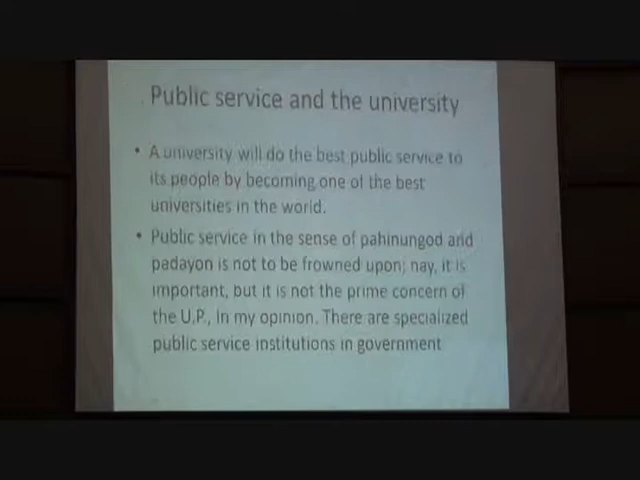 Public service and the university
• A university will do the best public service to
its people by becoming one of the best
universities in the world.
• Public service in the sense of pahinungod and
padayon is not to be frowned upon; nay, it is
important, but it is not the prime concern of
the U.P., in my opinion. There are specialized
public service institutions in government